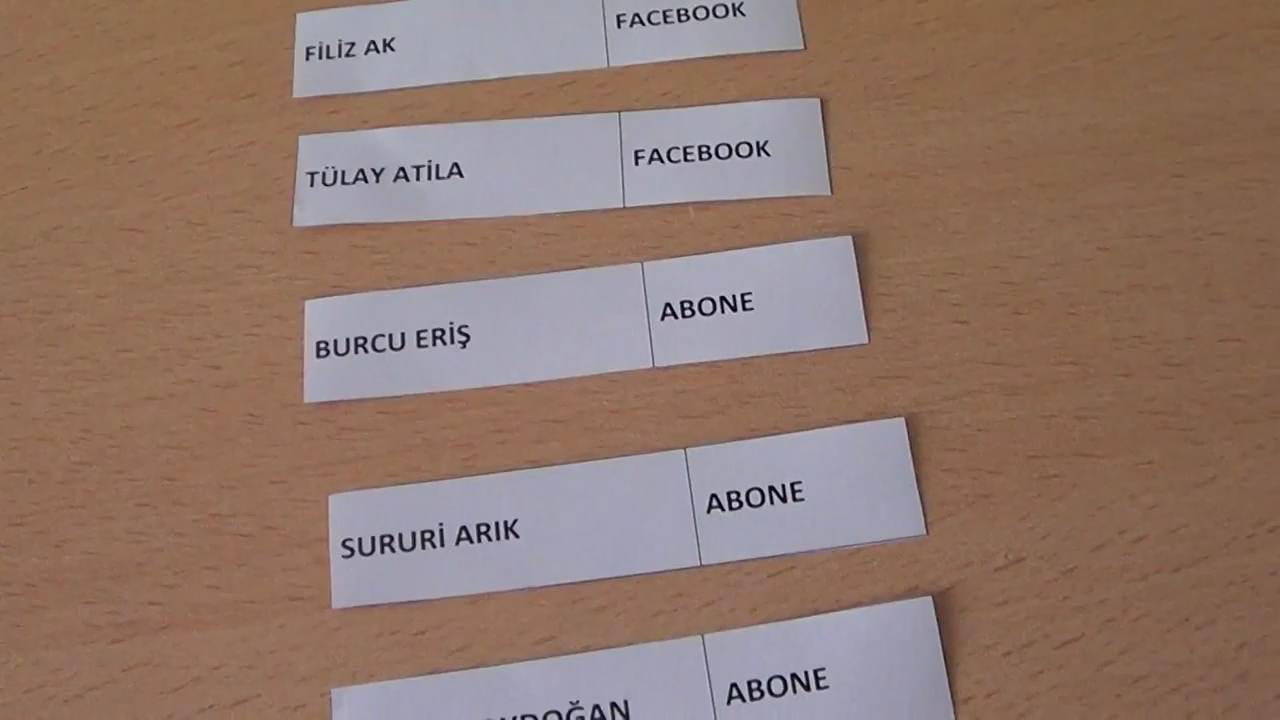 FİLİZ AK FACEBOOK
TÜLAY ATİLA FACEBOOK
BURCU ERİŞ ABONE
SURURİ ARIK ABONE
ABONE